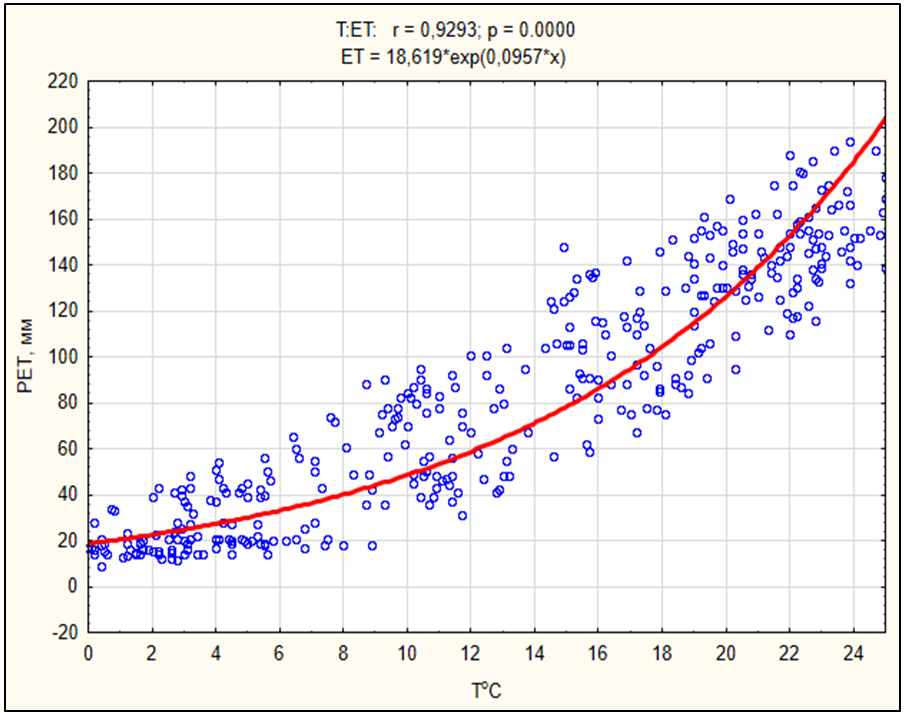 T:ET: r = 0,9293; p = 0.0000
ET = 18,619*exp(0,0957*x)
220
200
180
160
140
120
100
80
60
40
20
0
-20
PET, мм
0 2 4 6 8 10 12 14 16 18 20 22 24
T°C